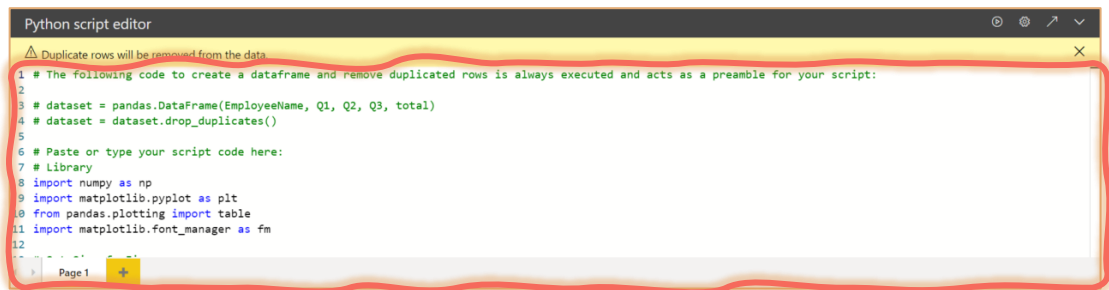 Python script editor
Duplicate rows will be removed from the data.
1 # The following code to create a dataframe and remove duplicated rows is always executed and acts as a preamble for your script:
2
3 # dataset = pandas.DataFrame(EmployeeName, Q1, Q2, Q3, total)
4 # dataset = dataset.drop_duplicates()
5
6 # Paste or type your script code here:
7 # Library
8 import numpy as np
9 import matplotlib.pyplot as plt
10 from pandas.plotting import table
11 import matplotlib.font_manager as fm
12
Page 1